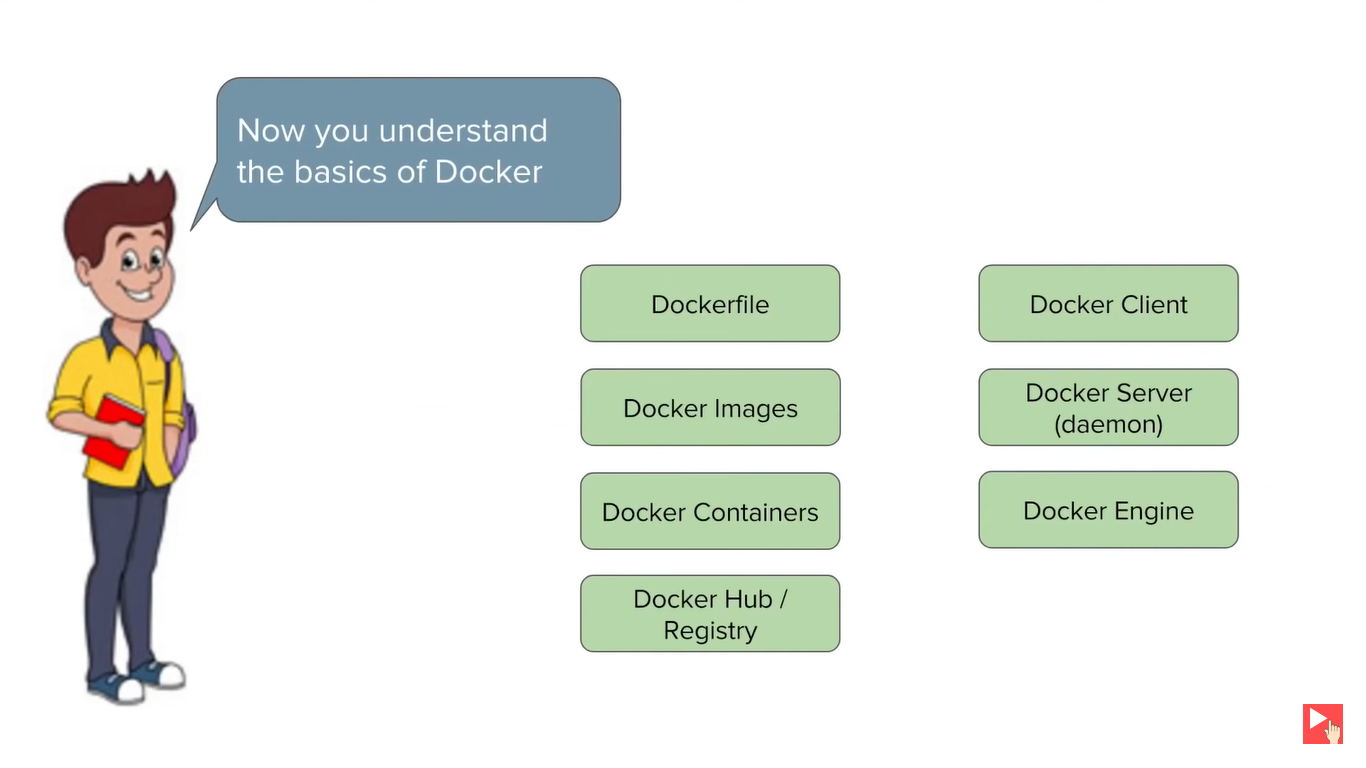 Now you understand
the basics of Docker
Dockerfile
Docker Images
Docker Containers
Docker Hub /
Registry
Docker Client
Docker Server
(daemon)
Docker Engine